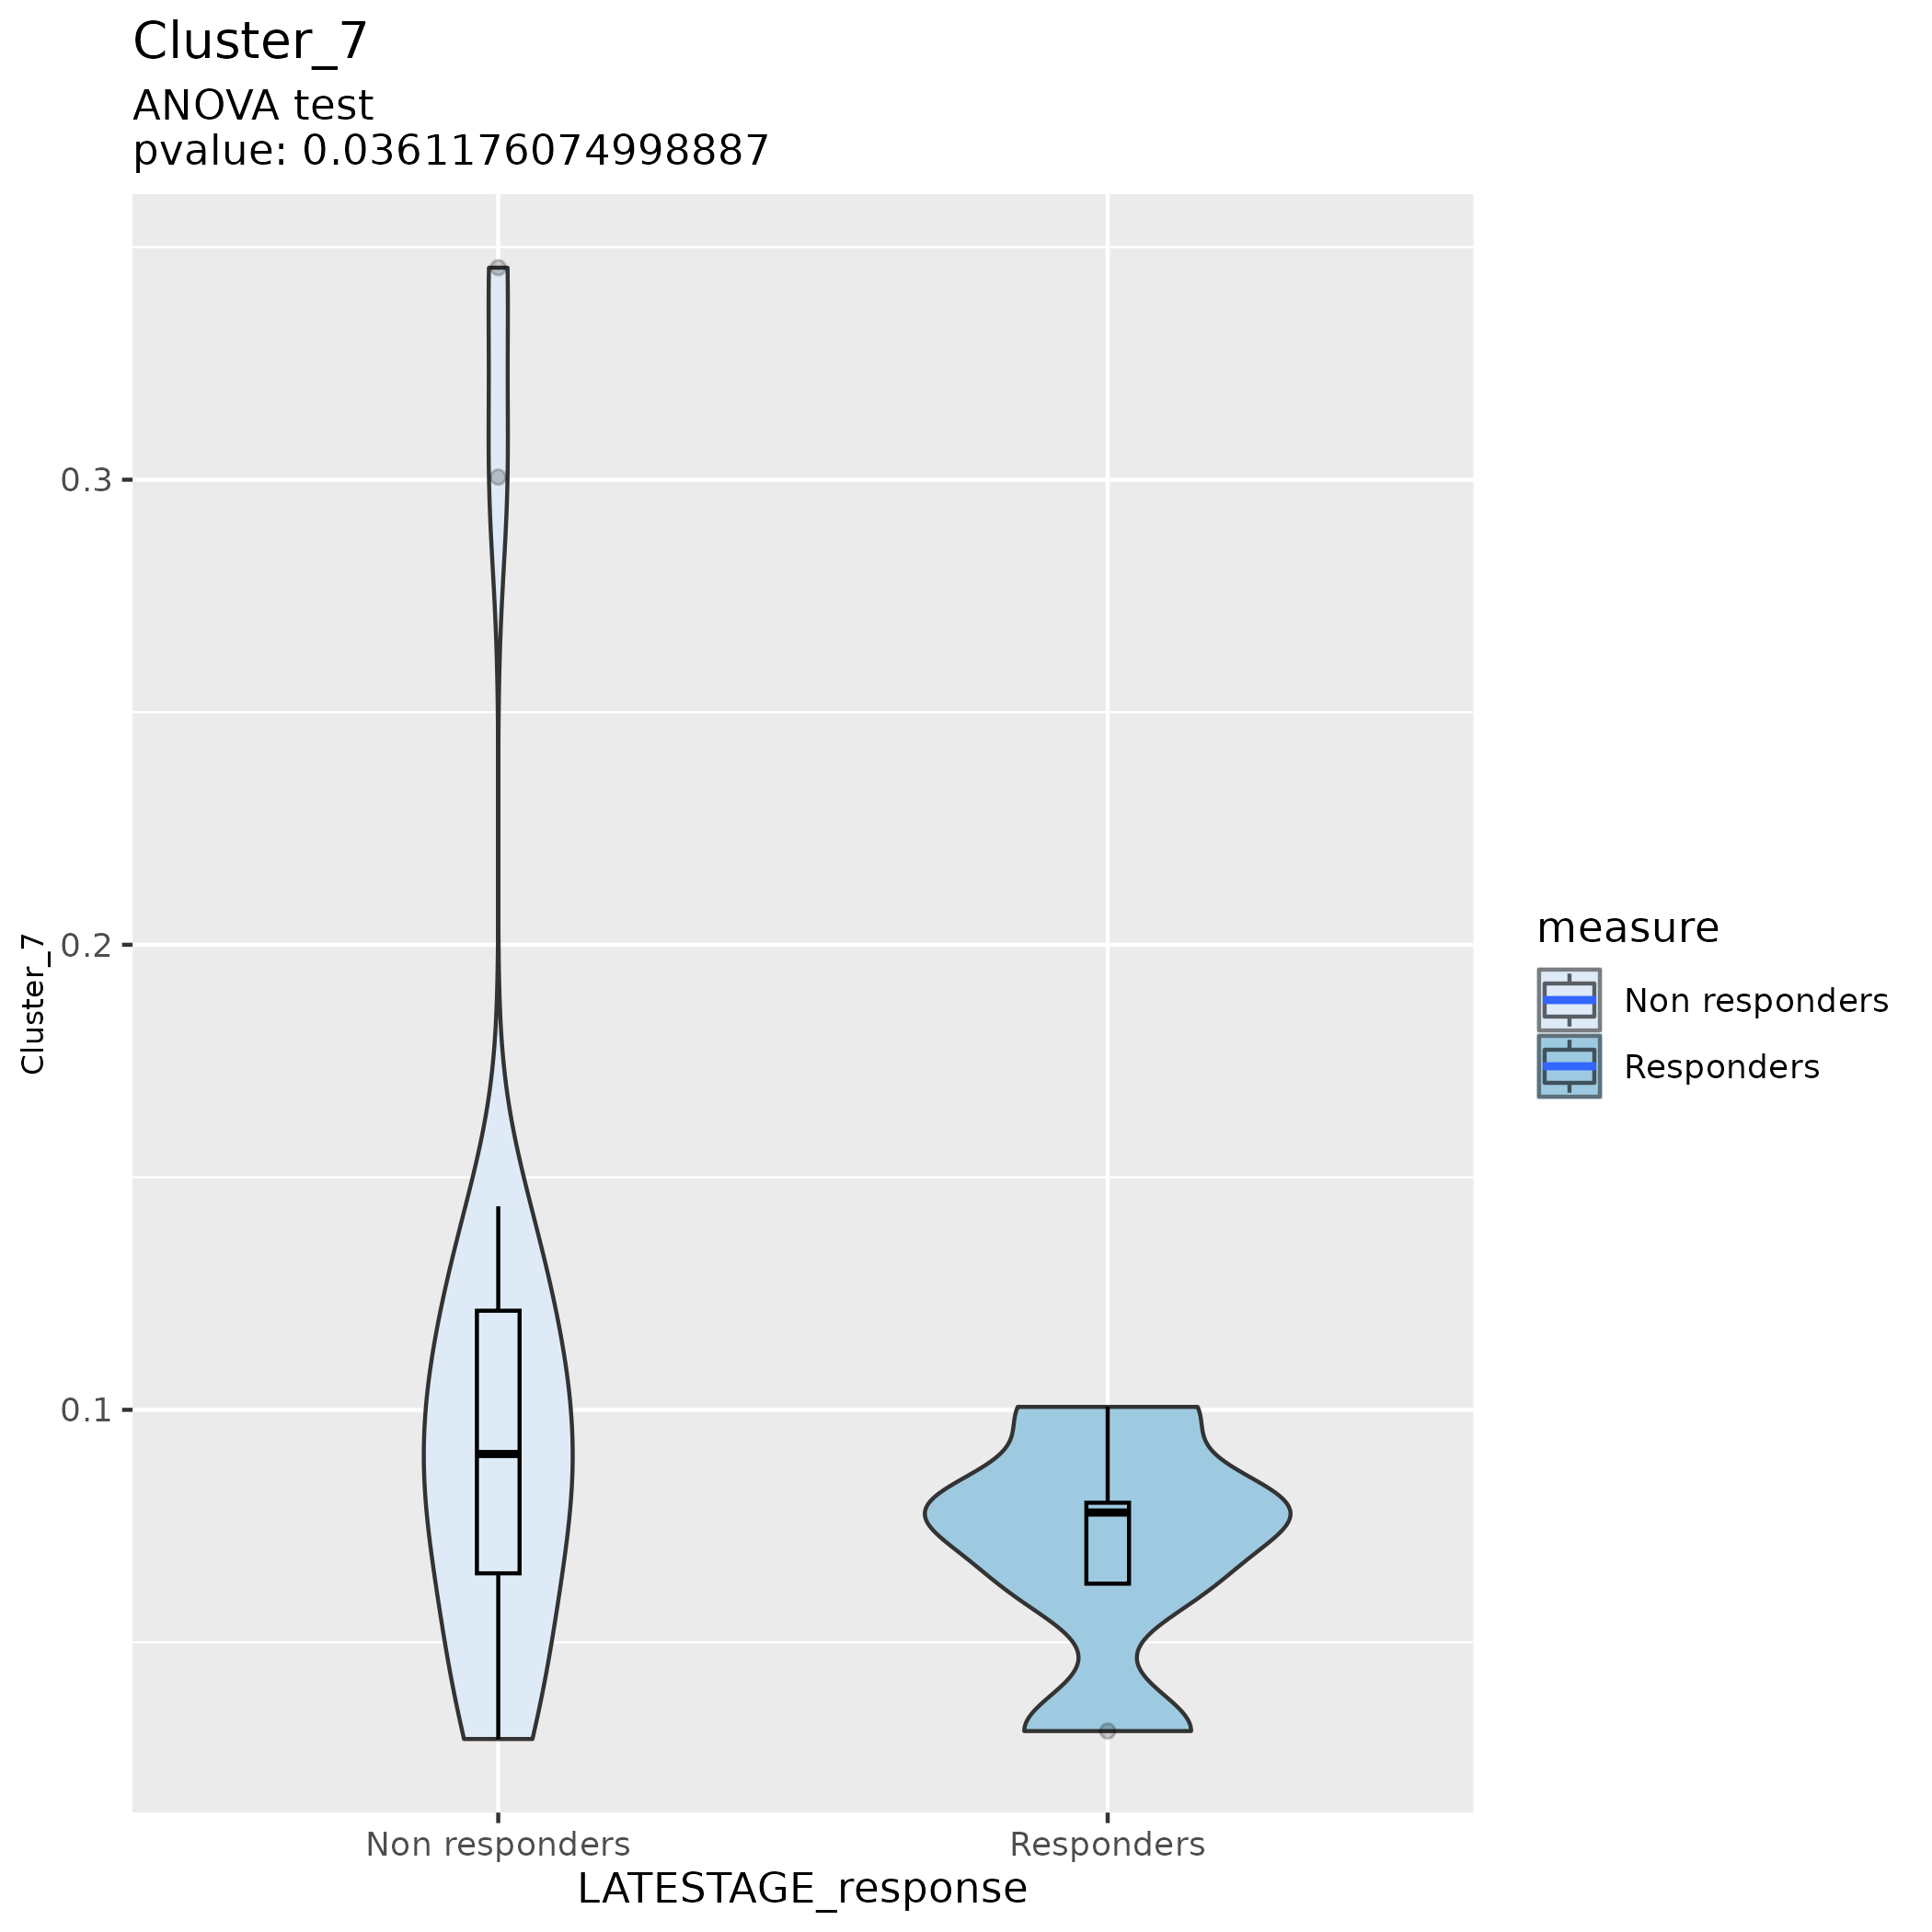 Cluster_7
ANOVA test
pvalue: 0.0361176074998887
Cluster_7
0.3
0.2
0.1
Non responders
Responders
LATESTAGE_response
measure
Non responders
Responders